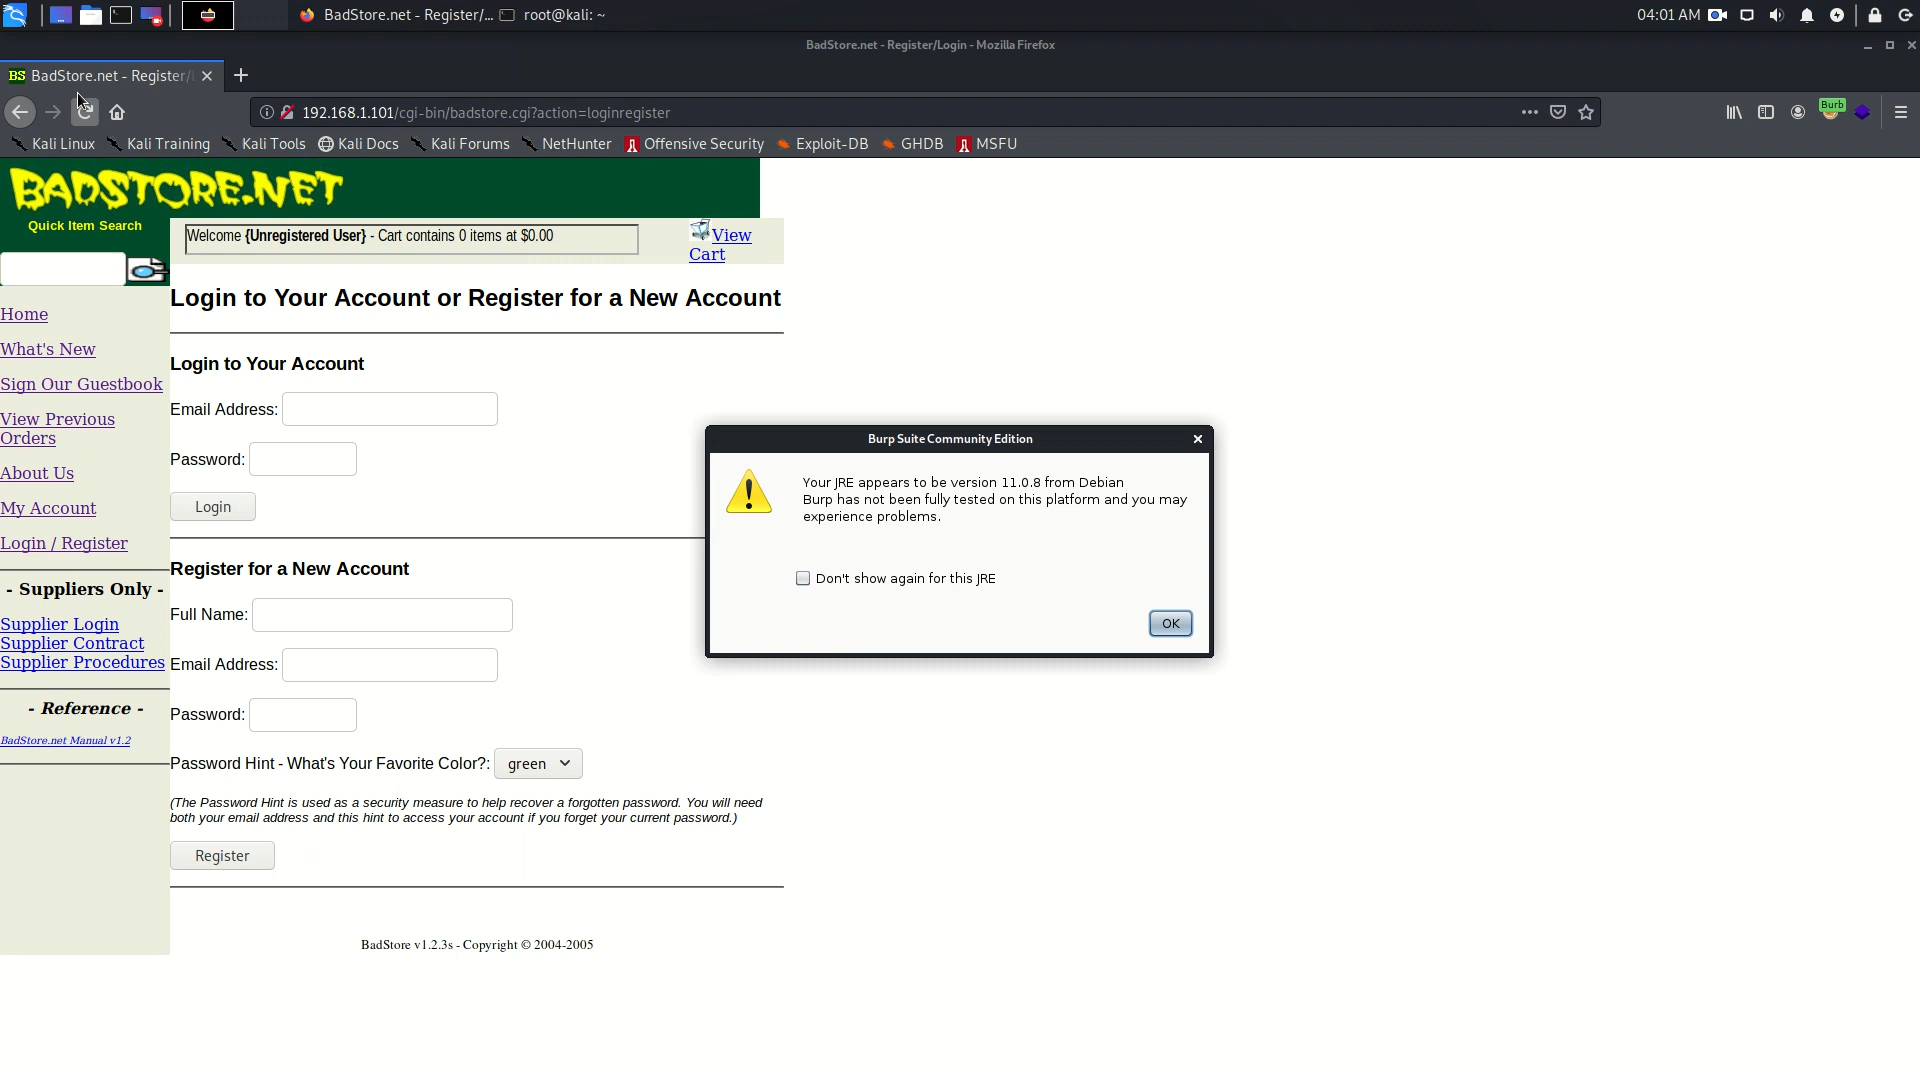 BadStore.net - Register/... root@kali: ~ 04:01 AM
BadStore.net - Register/Login - Mozilla Firefox
BS BadStore.net - Register/l
192.168.1.101/cgi-bin/badstore.cgi?action=loginregister
Burb
Kali Linux Kali Training Kali Tools Kali Docs Kali Forums NetHunter Offensive Security Exploit-DB GHDB MSFU
BADSTORE.NET
Quick Item Search
Welcome {Unregistered User} - Cart contains 0 items at $0.00
View
Cart
Home
What's New
Sign Our Guestbook
View Previous
Orders
About Us
My Account
Login / Register
- Suppliers Only -
Supplier Login
Supplier Contract
Supplier Procedures
- Reference -
BadStore.net Manual v1.2
Login to Your Account or Register for a New Account
Login to Your Account
Email Address:
Password:
Login
Register for a New Account
Full Name:
Email Address:
Password:
Password Hint - What's Your Favorite Color?: green
(The Password Hint is used as a security measure to help recover a forgotten password. You will need
both your email address and this hint to access your account if you forget your current password.)
Register
BadStore v1.2.3s - Copyright © 2004-2005
Burp Suite Community Edition
Your JRE appears to be version 11.0.8 from Debian
Burp has not been fully tested on this platform and you may
experience problems.
Don't show again for this JRE
OK